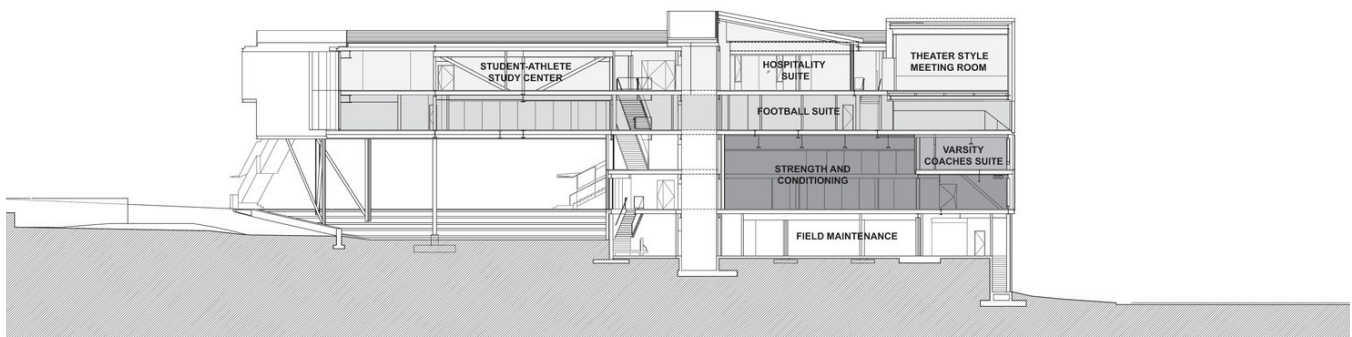 STUDENT-ATHLETE
STUDY CENTER
HOSPITALITY
SUITE
THEATER STYLE
MEETING ROOM
FOOTBALL SUITE
STRENGTH AND
CONDITIONING
VARSITY
COACHES SUITE
FIELD MAINTENANCE